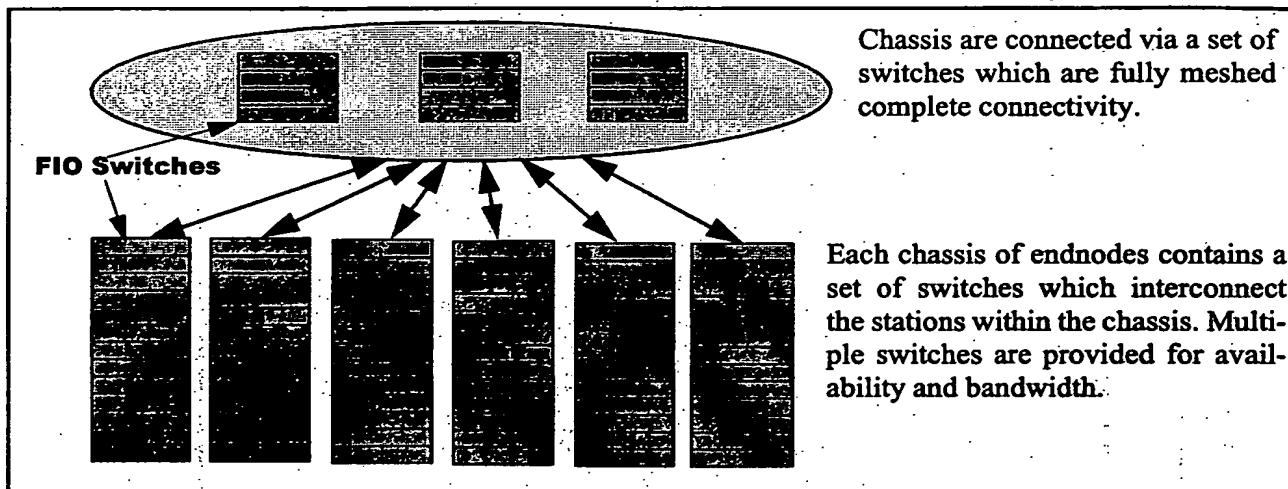 Chassis are connected via a set of
switches which are fully meshed
complete connectivity.
FIO Switches
Each chassis of endnodes contains a
set of switches which interconnect
the stations within the chassis. Multi-
ple switches are provided for avail-
ability and bandwidth.